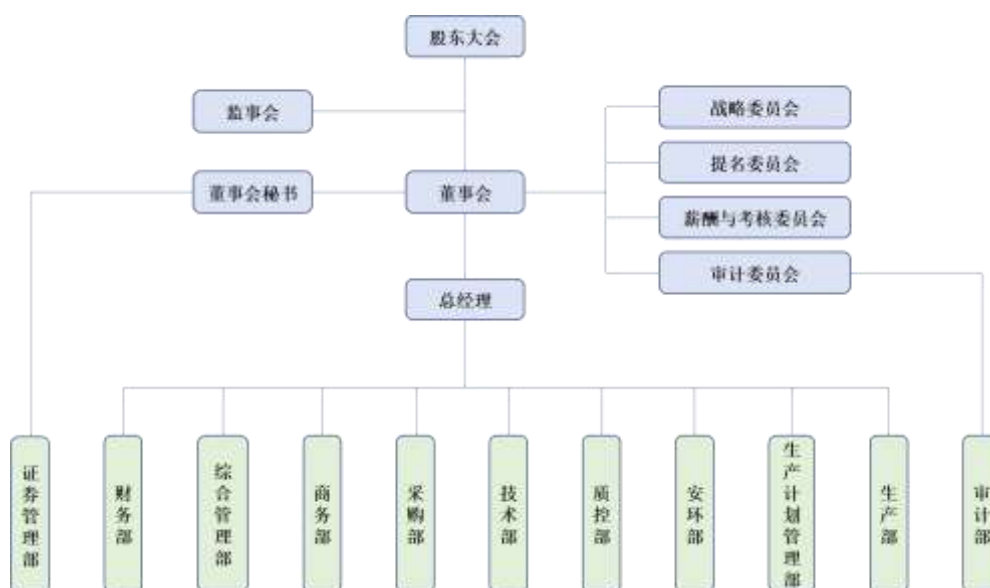 股东大会
监事会
战略委员会
提名委员会
董事会秘书
董事会
薪酬与考核委员会
审计委员会
总经理
证券管理部
财务部
综合管理部
商务部
采购部
技术部
质控部
安环部
生产计划管理部
生产部
审计部